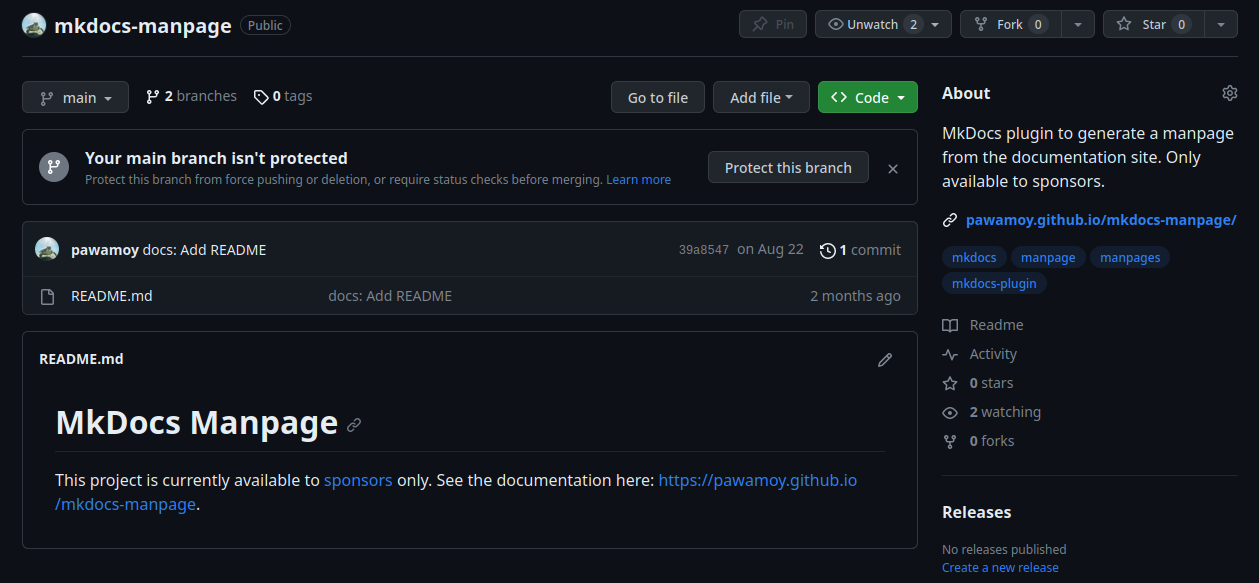 mkdocs-manpage Public Pin Unwatch 2 Fork 0 Star 0
main 2 branches 0 tags Go to file Add file Code
Your main branch isn't protected
Protect this branch from force pushing or deletion, or require status checks before merging. Learn more
Protect this branch
pawamoy docs: Add README 39a8547 on Aug 22 1 commit
README.md docs: Add README 2 months ago
README.md
MkDocs Manpage
This project is currently available to sponsors only. See the documentation here: https://pawamoy.github.io
/mkdocs-manpage.
About
MkDocs plugin to generate a manpage
from the documentation site. Only
available to sponsors.
pawamoy.github.io/mkdocs-manpage/
mkdocs manpage manpages
mkdocs-plugin
Readme
Activity
0 stars
2 watching
0 forks
Releases
No releases published
Create a new release